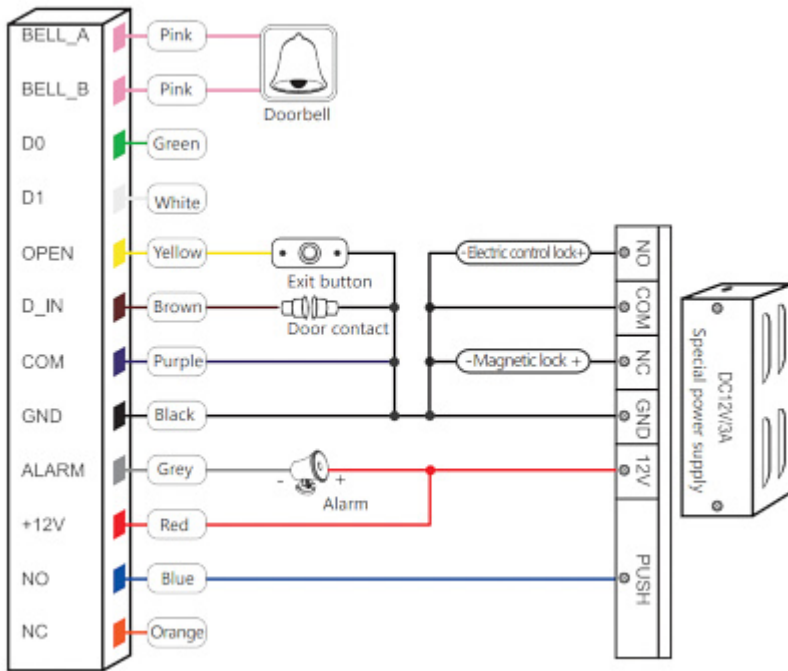 BELL_A Pink
BELL_B Pink
Doorbell
D0 Green
D1 White
OPEN Yellow
Exit button
-Electric control lock+
NO
D_IN Brown
Door contact
COM
COM Purple
-Magnetic lock +
NC
GND Black
GND
ALARM Grey
- +
Alarm
12V
+12V Red
NO Blue
PUSH
NC Orange
DC12V/3A
Special power supply